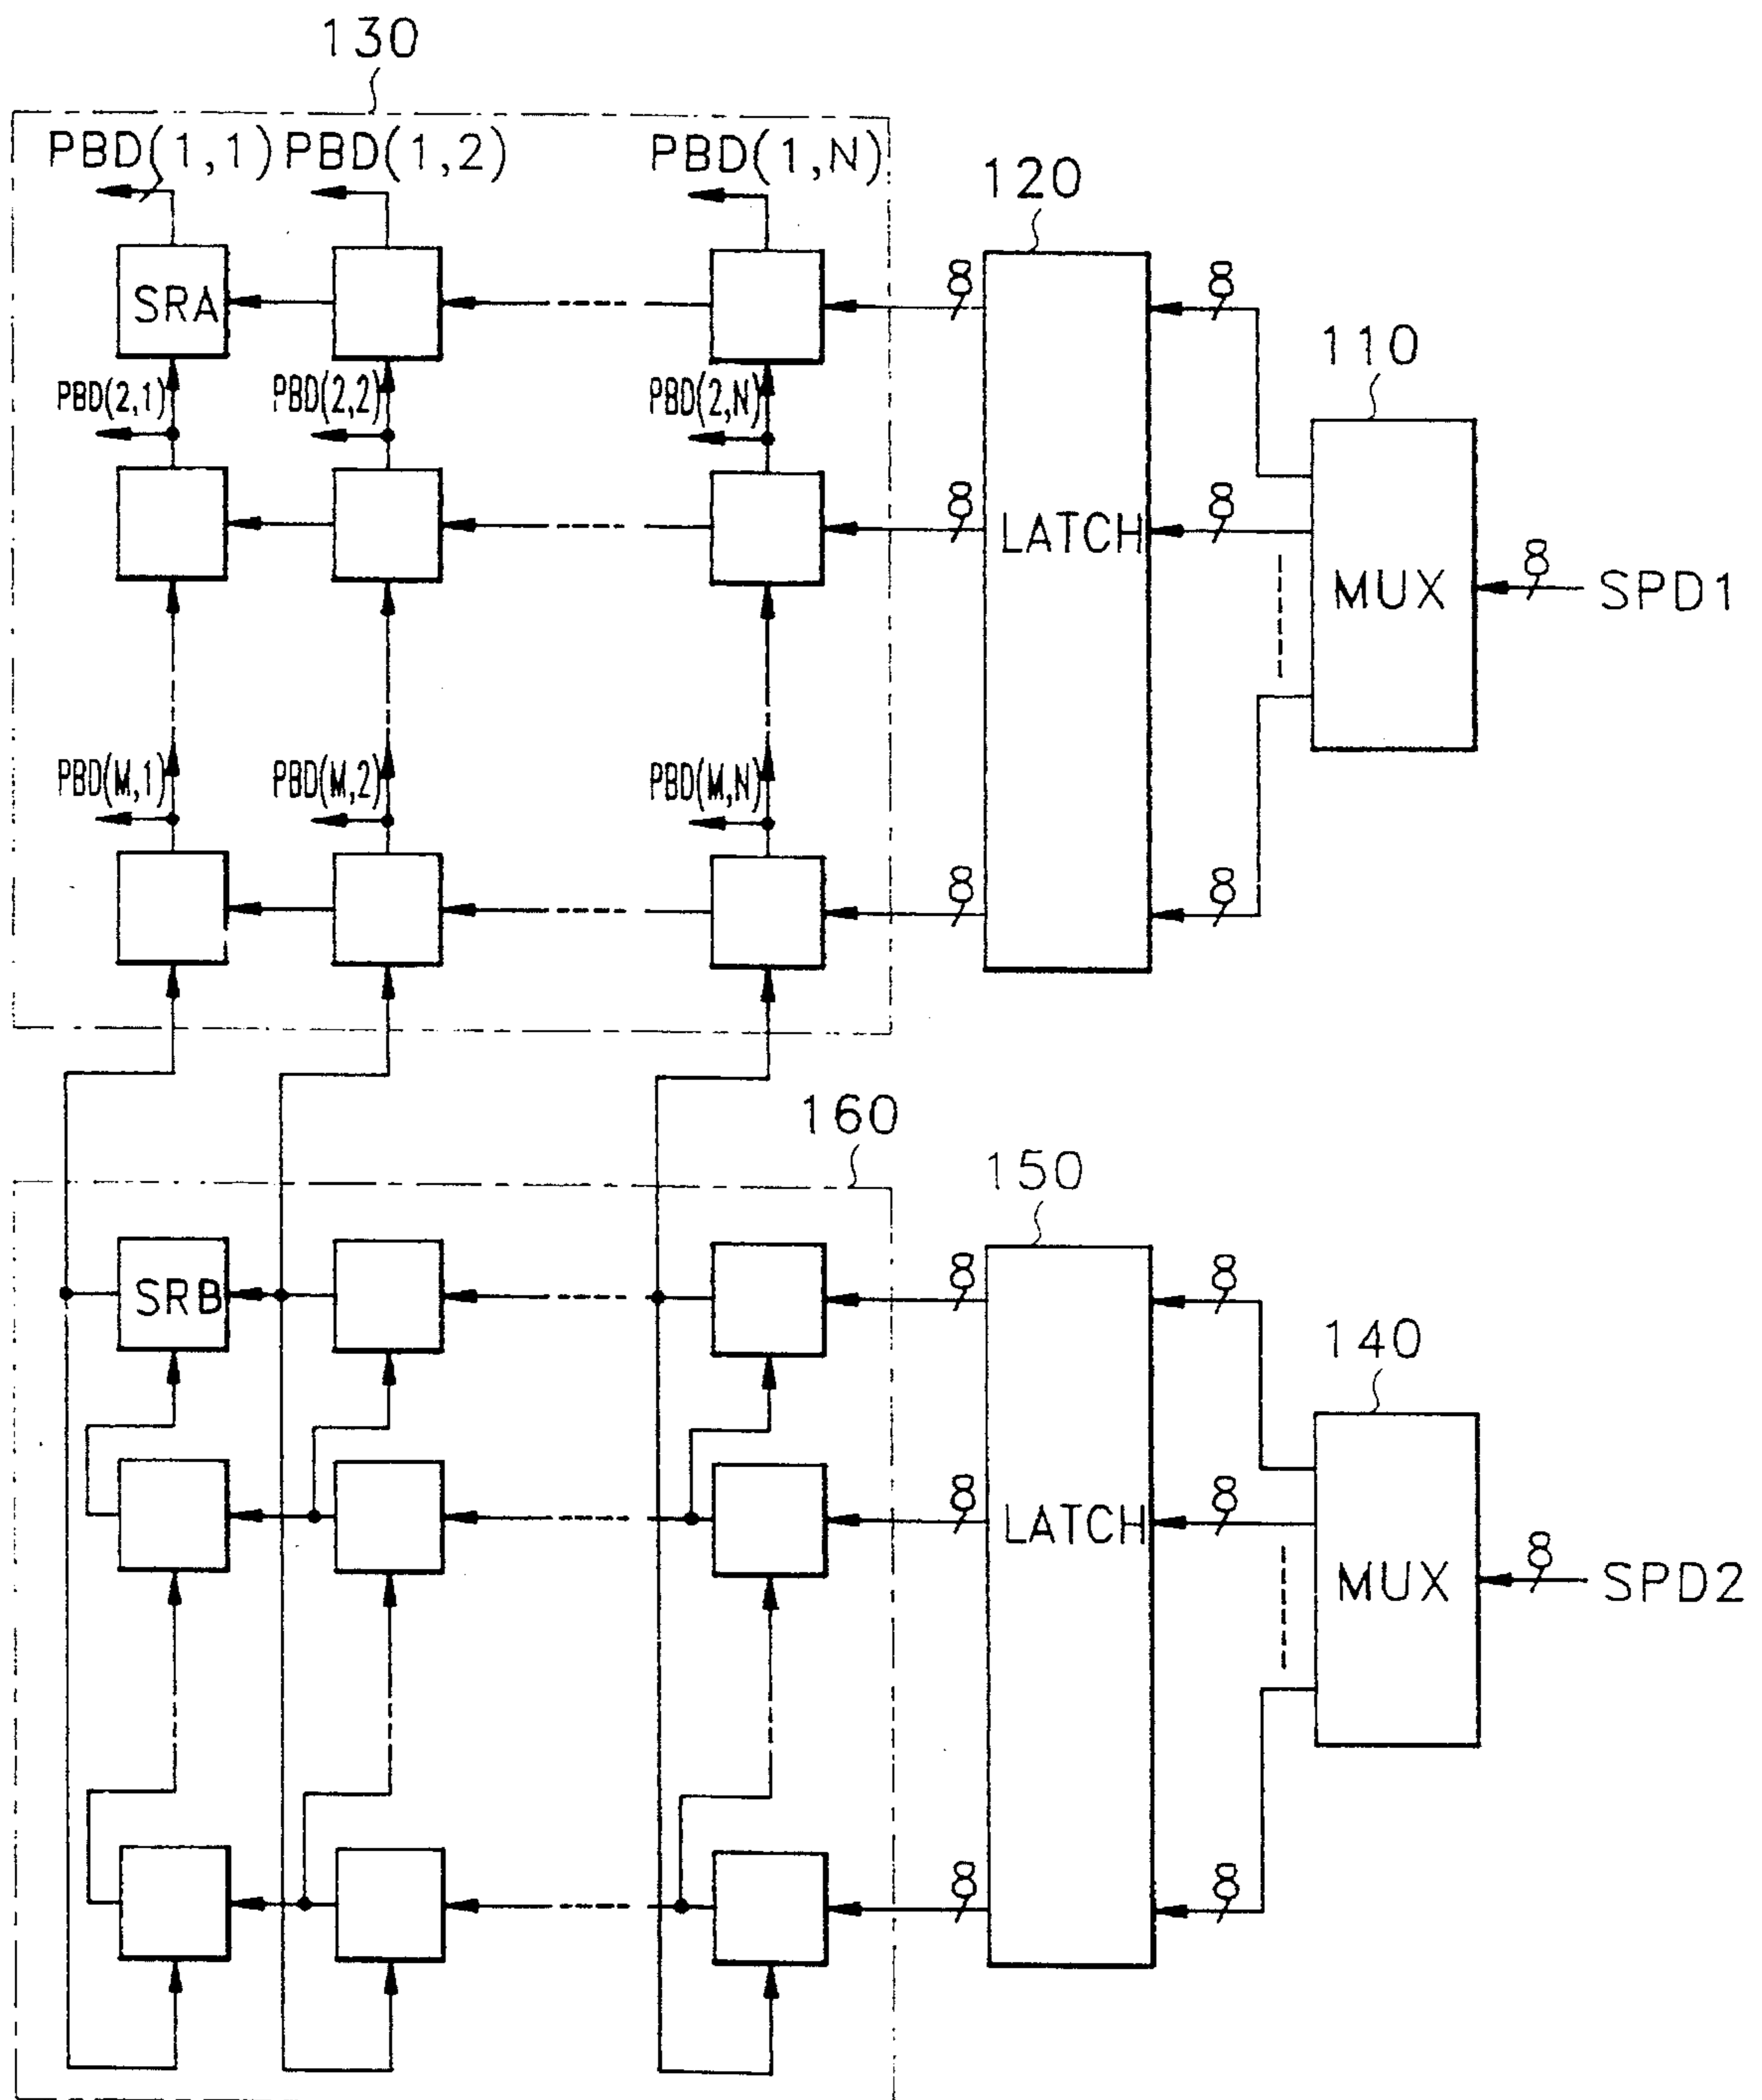 130
PBD(1,1) PBD(1,2) PBD(1,N)
120
8 8
SRA
110
PBD(2,1) PBD(2,2) PBD(2,N)
8 LATCH 8
MUX 8 SPD1
PBD(M,1) PBD(M,2) PBD(M,N)
8 8
160
150
8 8
SRB
140
8 LATCH 8
MUX 8 SPD2
8 8